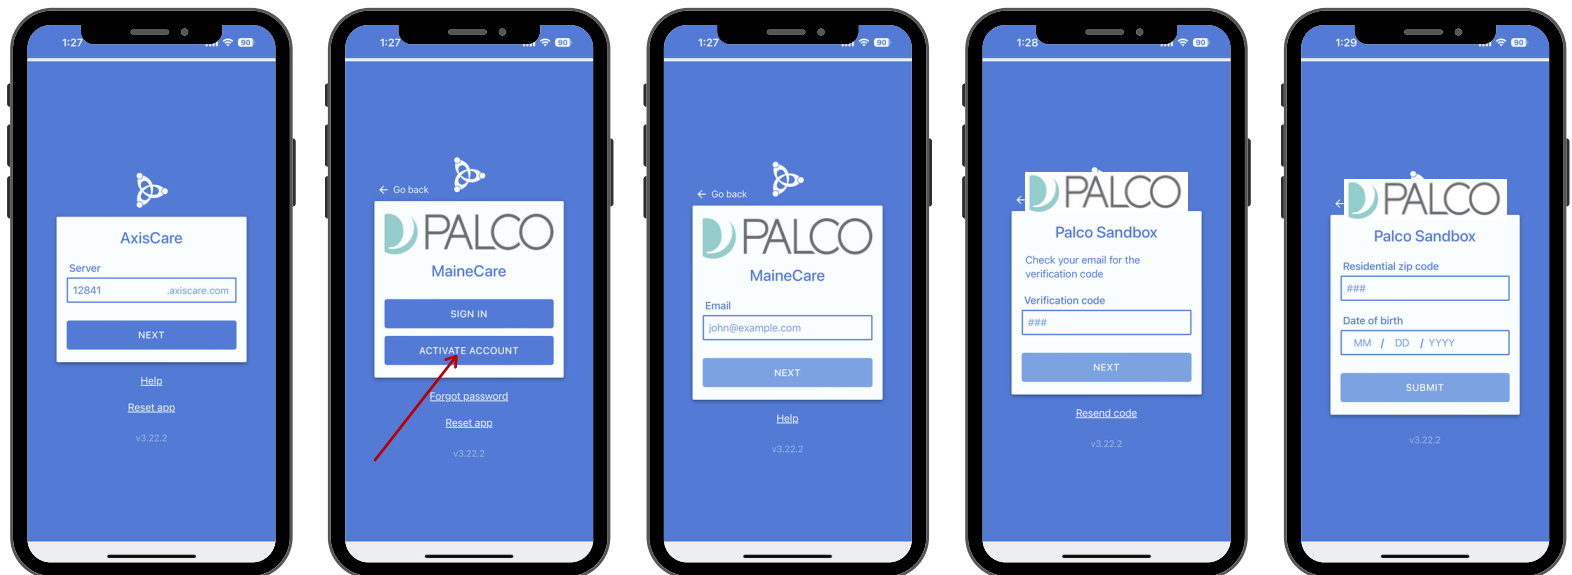 1:27
90
AxisCare
Server
12841 .axiscare.com
NEXT
Help
Reset app
v3.22.2
1:27
90
← Go back
PALCO
MaineCare
SIGN IN
ACTIVATE ACCOUNT
Forgot password
Reset app
v3.22.2
1:27
90
← Go back
PALCO
MaineCare
Email
john@example.com
NEXT
Help
v3.22.2
1:28
90
←
PALCO
Palco Sandbox
Check your email for the
verification code
Verification code
###
NEXT
Resend code
v3.22.2
1:29
90
←
PALCO
Palco Sandbox
Residential zip code
###
Date of birth
MM / DD / YYYY
SUBMIT
v3.22.2